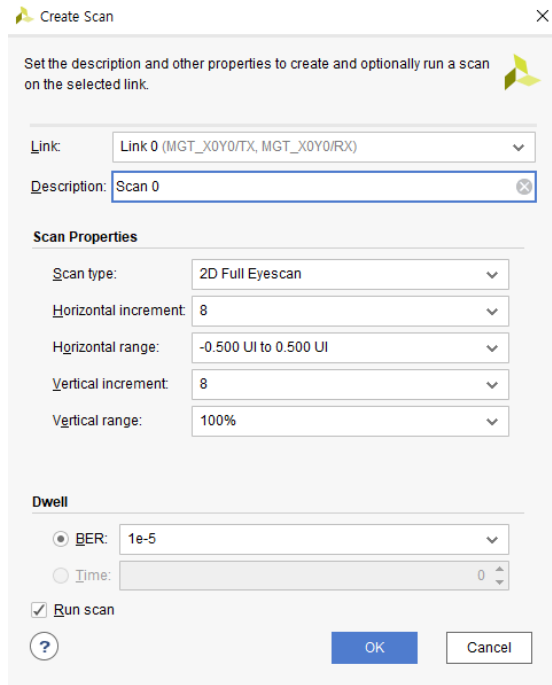 Create Scan
Set the description and other properties to create and optionally run a scan
on the selected link.
Link: Link 0 (MGT_X0Y0/TX, MGT_X0Y0/RX)
Description: Scan 0
Scan Properties
Scan type: 2D Full Eyescan
Horizontal increment: 8
Horizontal range: -0.500 UI to 0.500 UI
Vertical increment: 8
Vertical range: 100%
Dwell
BER: 1e-5
Time: 0
Run scan
? OK Cancel